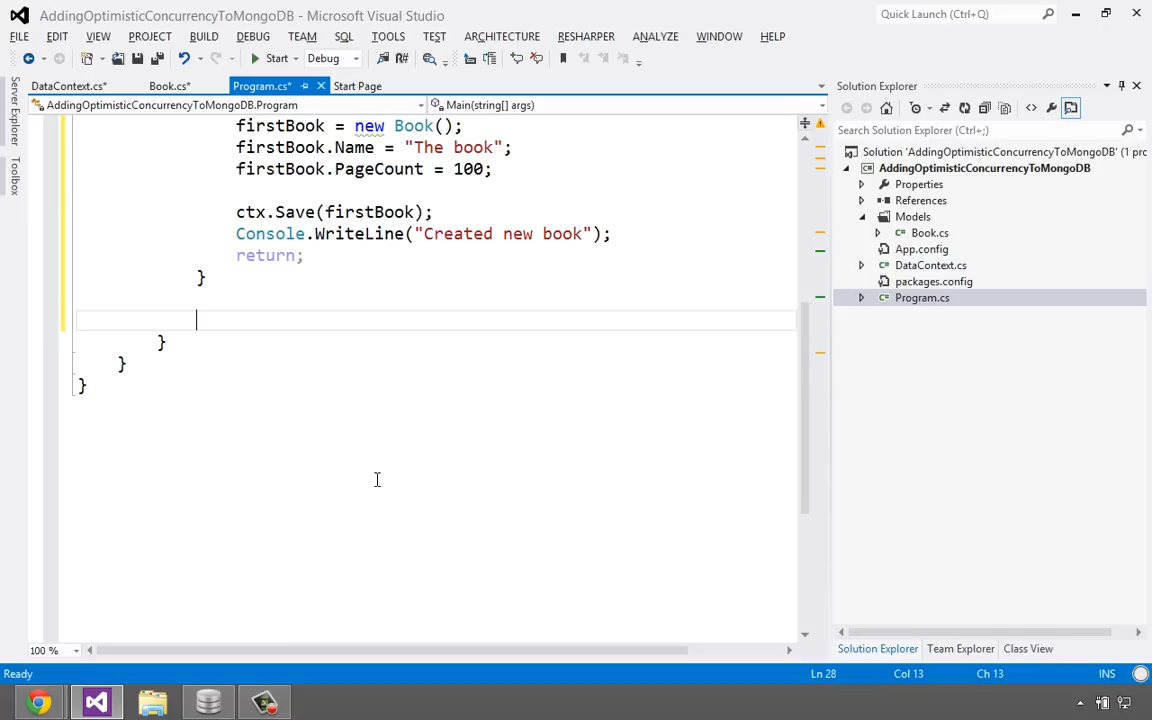 AddingOptimisticConcurrencyToMongoDB - Microsoft Visual Studio
Quick Launch (Ctrl+Q)
FILE EDIT VIEW PROJECT BUILD DEBUG TEAM SQL TOOLS TEST ARCHITECTURE RESHARPER ANALYZE WINDOW HELP
Start Debug
Server Explorer
Toolbox
DataContext.cs* Book.cs* Program.cs* Start Page
AddingOptimisticConcurrencyToMongoDB.Program Main(string[] args)
firstBook = new Book();
firstBook.Name = "The book";
firstBook.PageCount = 100;
ctx.Save(firstBook);
Console.WriteLine("Created new book");
return;
}
}
}
}
100 %
Solution Explorer
Search Solution Explorer (Ctrl+;)
Solution 'AddingOptimisticConcurrencyToMongoDB' (1 pro
AddingOptimisticConcurrencyToMongoDB
Properties
References
Models
Book.cs
App.config
DataContext.cs
packages.config
Program.cs
Solution Explorer Team Explorer Class View
Ready Ln 28 Col 13 Ch 13 INS